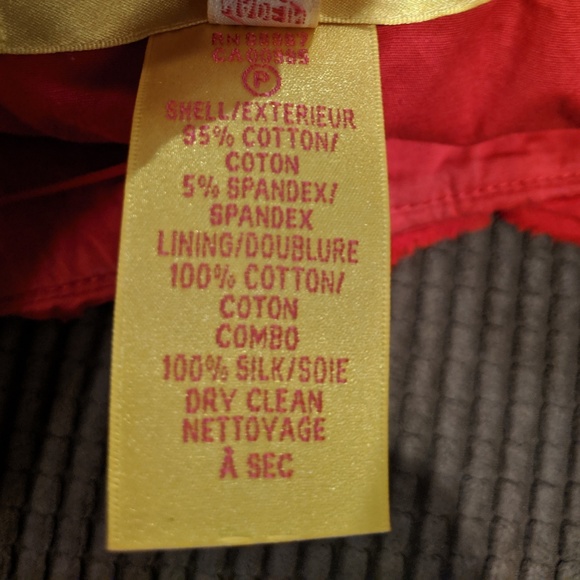 P
SHELL/EXTERIEUR
95% COTTON/
COTON
5% SPANDEX/
SPANDEX
LINING/DOUBLURE
100% COTTON/
COTON
COMBO
100% SILK/SOIE
DRY CLEAN
NETTOYAGE
À SEC